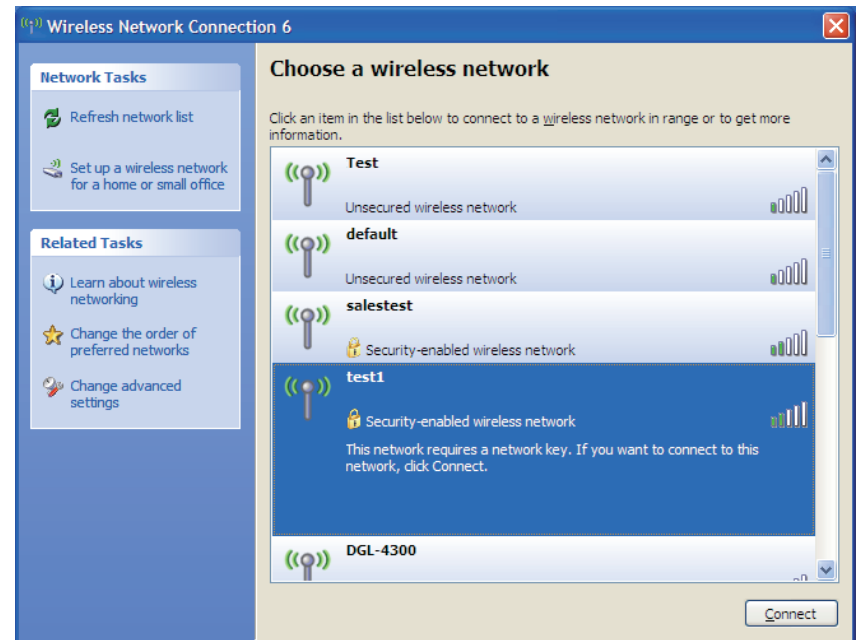 Wireless Network Connection 6
Network Tasks
Refresh network list
Set up a wireless network
for a home or small office
Related Tasks
Learn about wireless
networking
Change the order of
preferred networks
Change advanced
settings
Choose a wireless network
Click an item in the list below to connect to a wireless network in range or to get more
information.
Test
Unsecured wireless network
default
Unsecured wireless network
salestest
Security-enabled wireless network
test1
Security-enabled wireless network
This network requires a network key. If you want to connect to this
network, click Connect.
DGL-4300
Connect